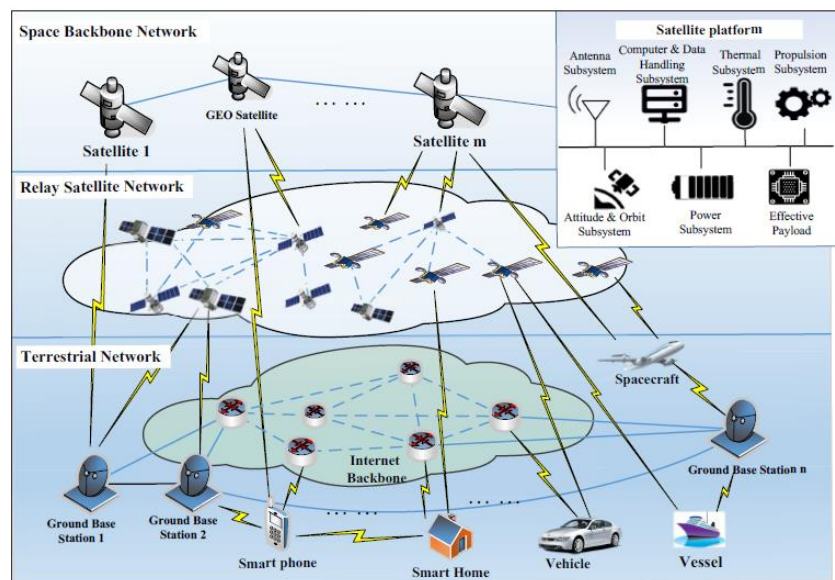 Space Backbone Network
Satellite 1
GEO Satellite
... ...
Satellite m
Satellite platform
Antenna
Subsystem
Computer & Data
Handling
Subsystem
Thermal
Subsystem
Propulsion
Subsystem
Attitude & Orbit
Subsystem
Power
Subsystem
Effective
Payload
Relay Satellite Network
Terrestrial Network
Spacecraft
Internet
Backbone
Ground Base
Station 1
Ground Base
Station 2
Smart phone
... ...
Smart Home
... ...
Vehicle
Vessel
Ground Base Station n